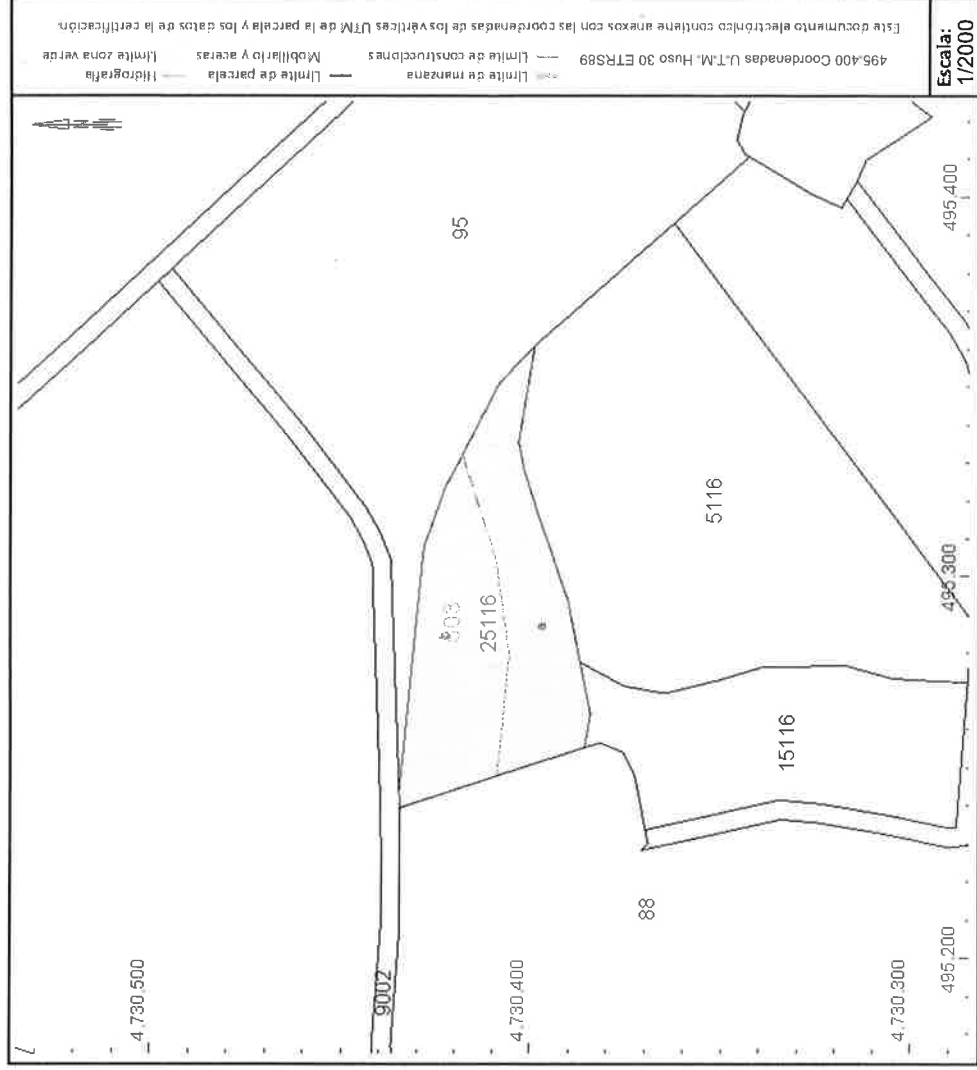 Este documento electrónico contiene anexos con las coordenadas de los vértices UTM de la parcela y los datos de la certificación.
495.400 Coordenadas U.T.M. Huso 30 ETRS89
Límite de manzana
Límite de construcciones
Límite de parcela
Mobiliario y aceras
Hidrografía
Límite zona verde
Escala:
1/2000
95
495.400
5116
25116
495.300
15116
88
9002
4.730.500
4.730.400
4.730.300
495.200